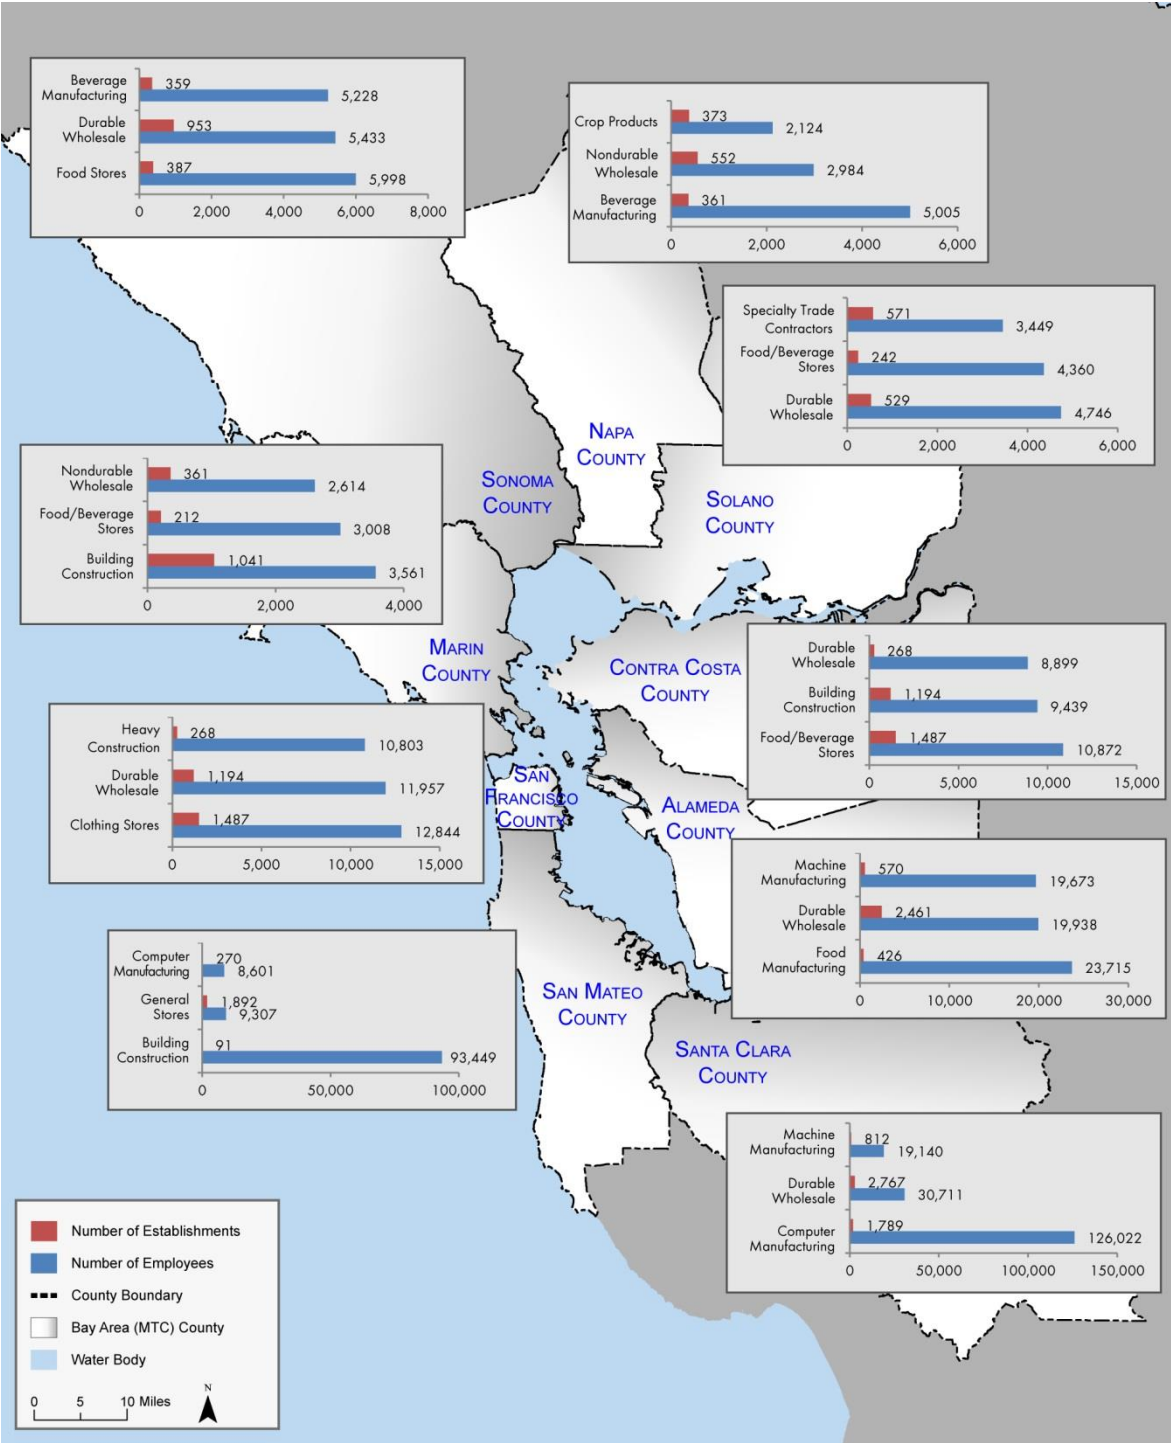 Beverage
Manufacturing
359
5,228
Durable
Wholesale
953
5,433
Food Stores
387
5,998
0 2,000 4,000 6,000 8,000
Crop Products
373
2,124
Nondurable
Wholesale
552
2,984
Beverage
Manufacturing
361
5,005
0 2,000 4,000 6,000
Specialty Trade
Contractors
571
3,449
Food/Beverage
Stores
242
4,360
Durable
Wholesale
529
4,746
0 2,000 4,000 6,000
NAPA
COUNTY
SONOMA
COUNTY
SOLANO
COUNTY
Nondurable
Wholesale
361
2,614
Food/Beverage
Stores
212
3,008
Building
Construction
1,041
3,561
0 2,000 4,000
MARIN
COUNTY
CONTRA COSTA
COUNTY
Durable
Wholesale
268
8,899
Building
Construction
1,194
9,439
Food/Beverage
Stores
1,487
10,872
0 5,000 10,000 15,000
Heavy
Construction
268
10,803
Durable
Wholesale
1,194
11,957
Clothing Stores
1,487
12,844
0 5,000 10,000 15,000
SAN
FRANCISCO
COUNTY
ALAMEDA
COUNTY
Machine
Manufacturing
570
19,673
Durable
Wholesale
2,461
19,938
Food
Manufacturing
426
23,715
0 10,000 20,000 30,000
Computer
Manufacturing
270
8,601
General
Stores
1,892
9,307
Building
Construction
91
93,449
0 50,000 100,000
SAN MATEO
COUNTY
SANTA CLARA
COUNTY
Machine
Manufacturing
812
19,140
Durable
Wholesale
2,767
30,711
Computer
Manufacturing
1,789
126,022
0 50,000 100,000 150,000
Number of Establishments
Number of Employees
County Boundary
Bay Area (MTC) County
Water Body
0 5 10 Miles
N